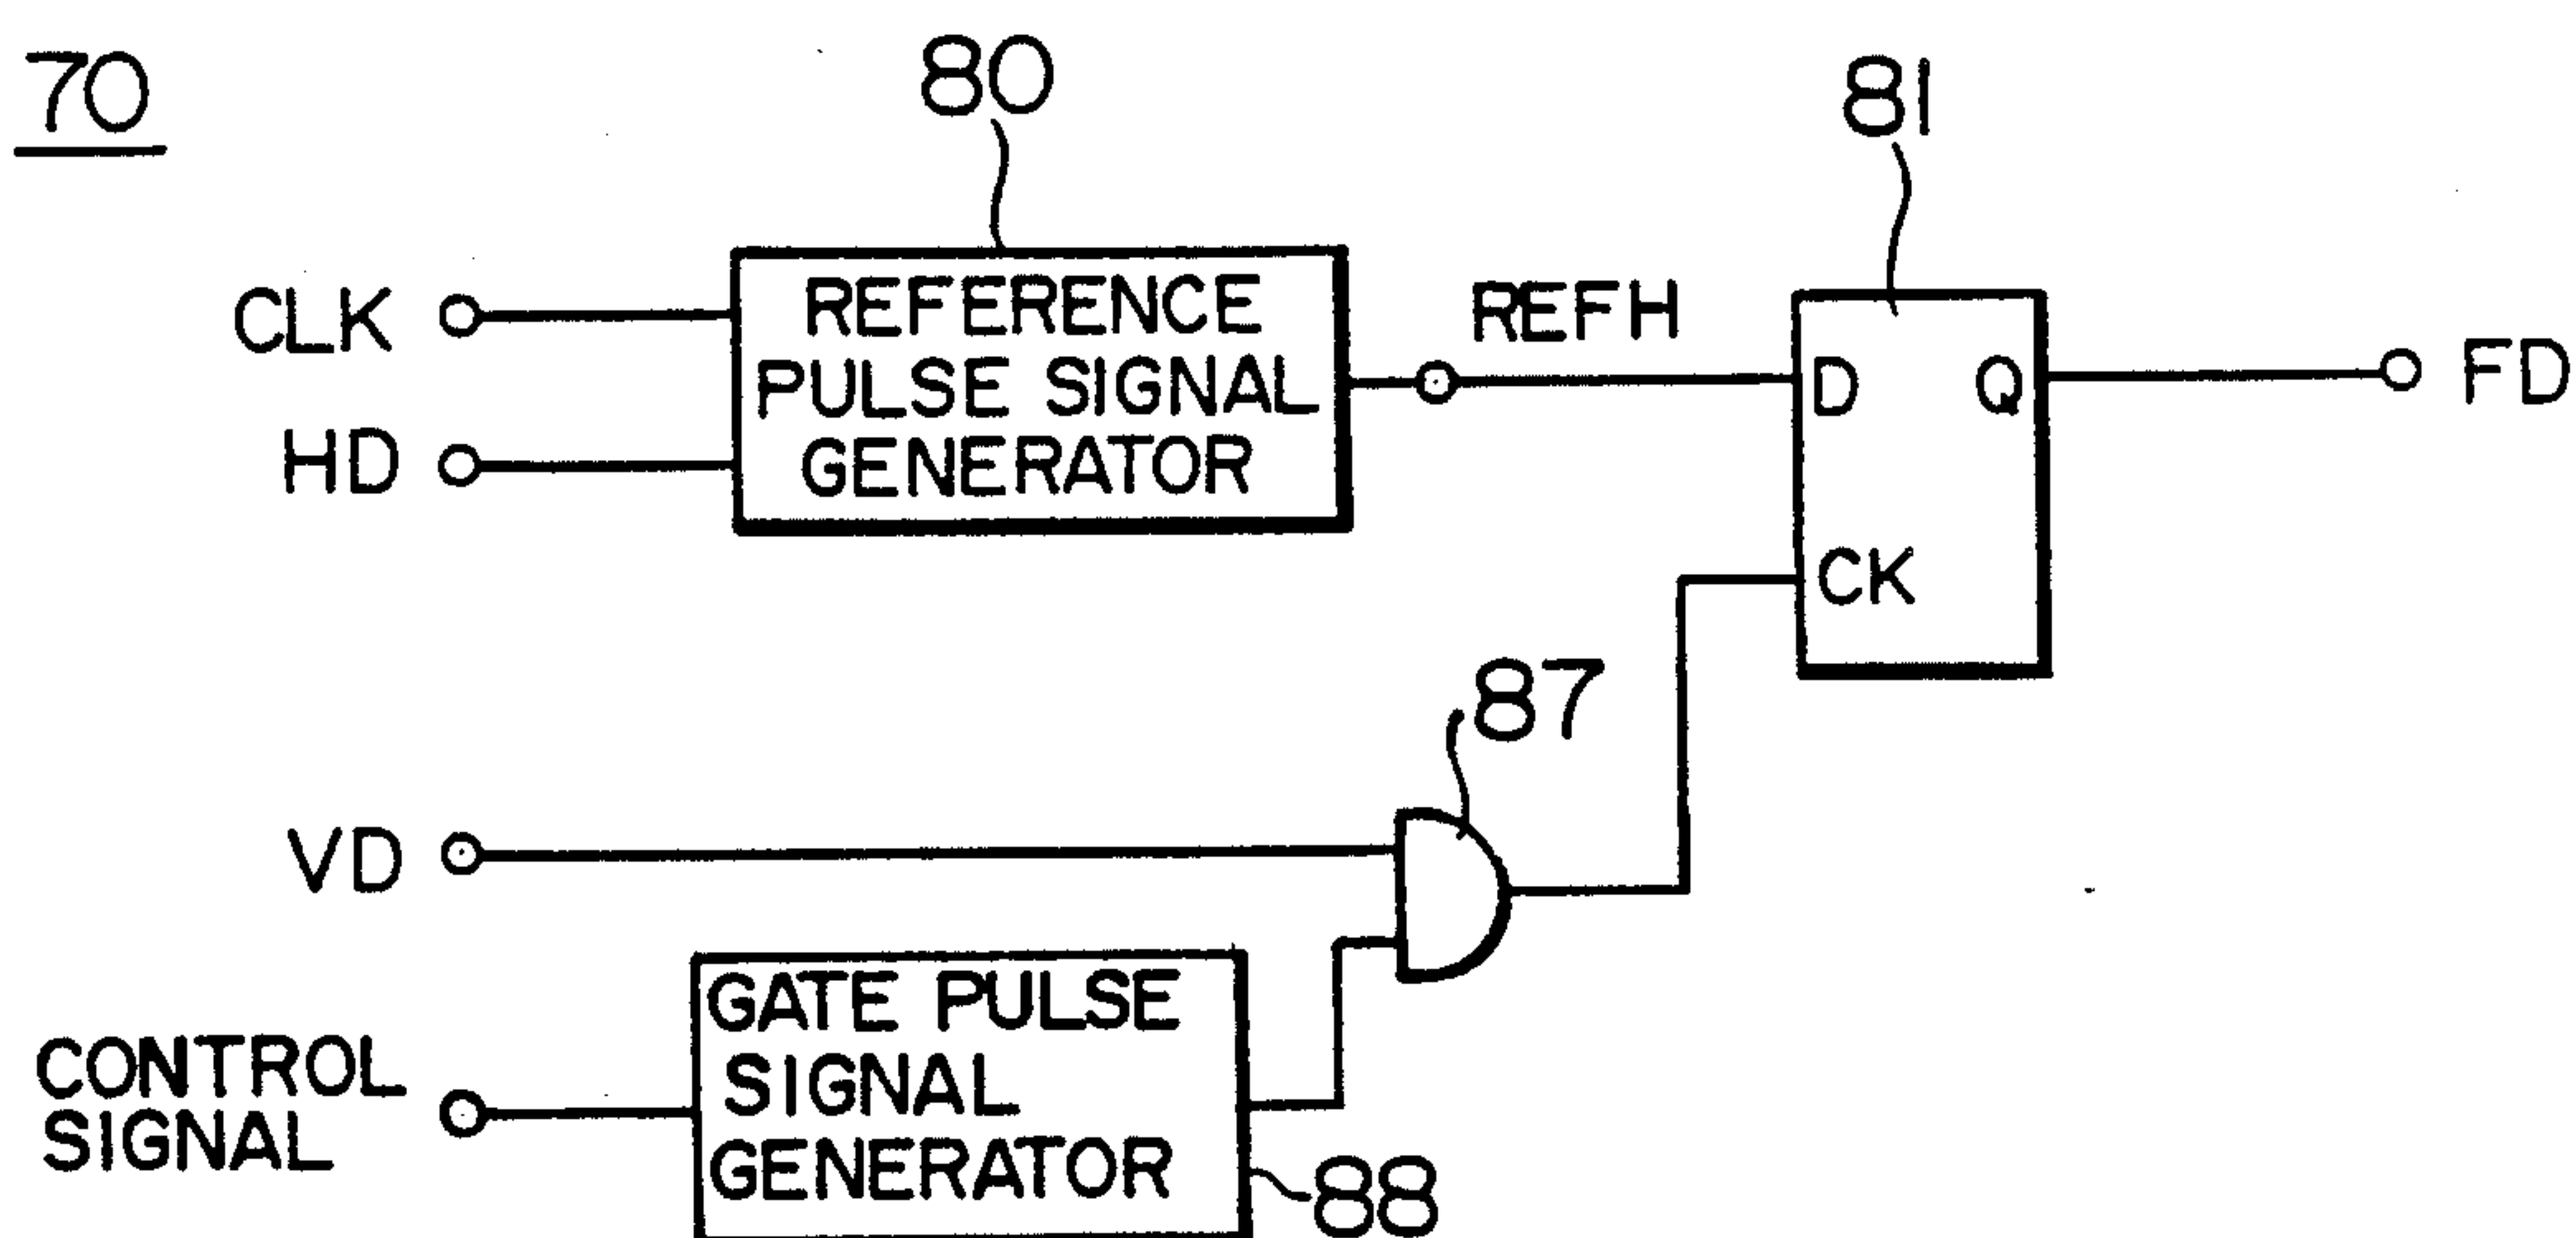 70
80
81
CLK
HD
REFERENCE
PULSE SIGNAL
GENERATOR
REFH
D
Q
CK
FD
87
VD
CONTROL
SIGNAL
GATE PULSE
SIGNAL
GENERATOR
88